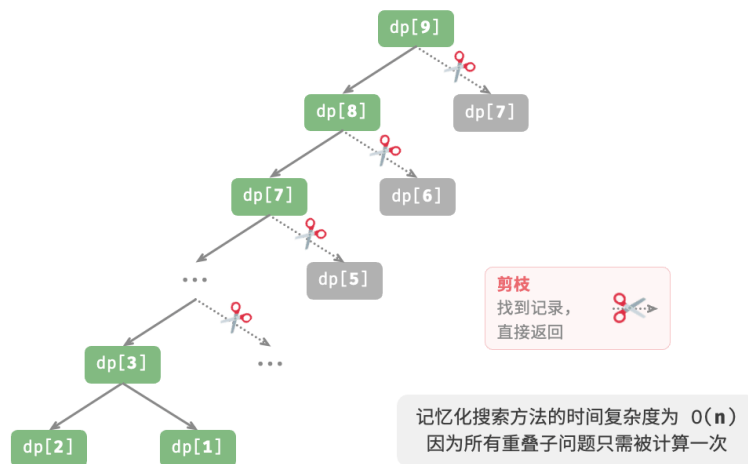 dp[9]
dp[8]
dp[7]
dp[7]
dp[6]
...
dp[5]
dp[3]
...
dp[2]
dp[1]
剪枝
找到记录，
直接返回
记忆化搜索方法的时间复杂度为 O(n)
因为所有重叠子问题只需被计算一次